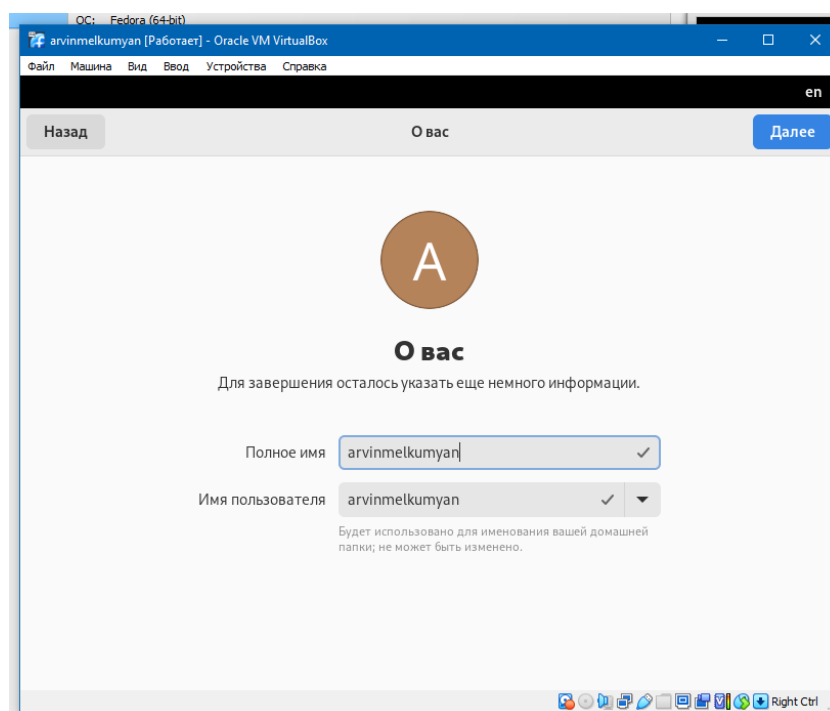 ОС: Fedora (64-bit)
arvinmelkumyan [Работает] - Oracle VM VirtualBox
Файл Машина Вид Ввод Устройства Справка
en
Назад О вас Далее
A
О вас
Для завершения осталось указать еще немного информации.
Полное имя arvinmelkumyan
Имя пользователя arvinmelkumyan
Будет использовано для именования вашей домашней
папки; не может быть изменено.
Right Ctrl